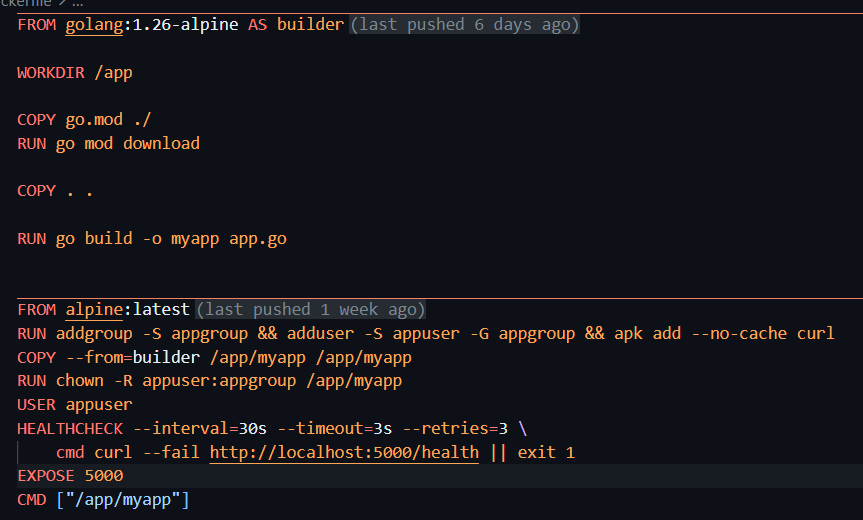 FROM golang:1.26-alpine AS builder (last pushed 6 days ago)
WORKDIR /app
COPY go.mod ./
RUN go mod download
COPY . .
RUN go build -o myapp app.go
FROM alpine:latest (last pushed 1 week ago)
RUN addgroup -S appgroup && adduser -S appuser -G appgroup && apk add --no-cache curl
COPY --from=builder /app/myapp /app/myapp
RUN chown -R appuser:appgroup /app/myapp
USER appuser
HEALTHCHECK --interval=30s --timeout=3s --retries=3 \
    cmd curl --fail http://localhost:5000/health || exit 1
EXPOSE 5000
CMD ["/app/myapp"]